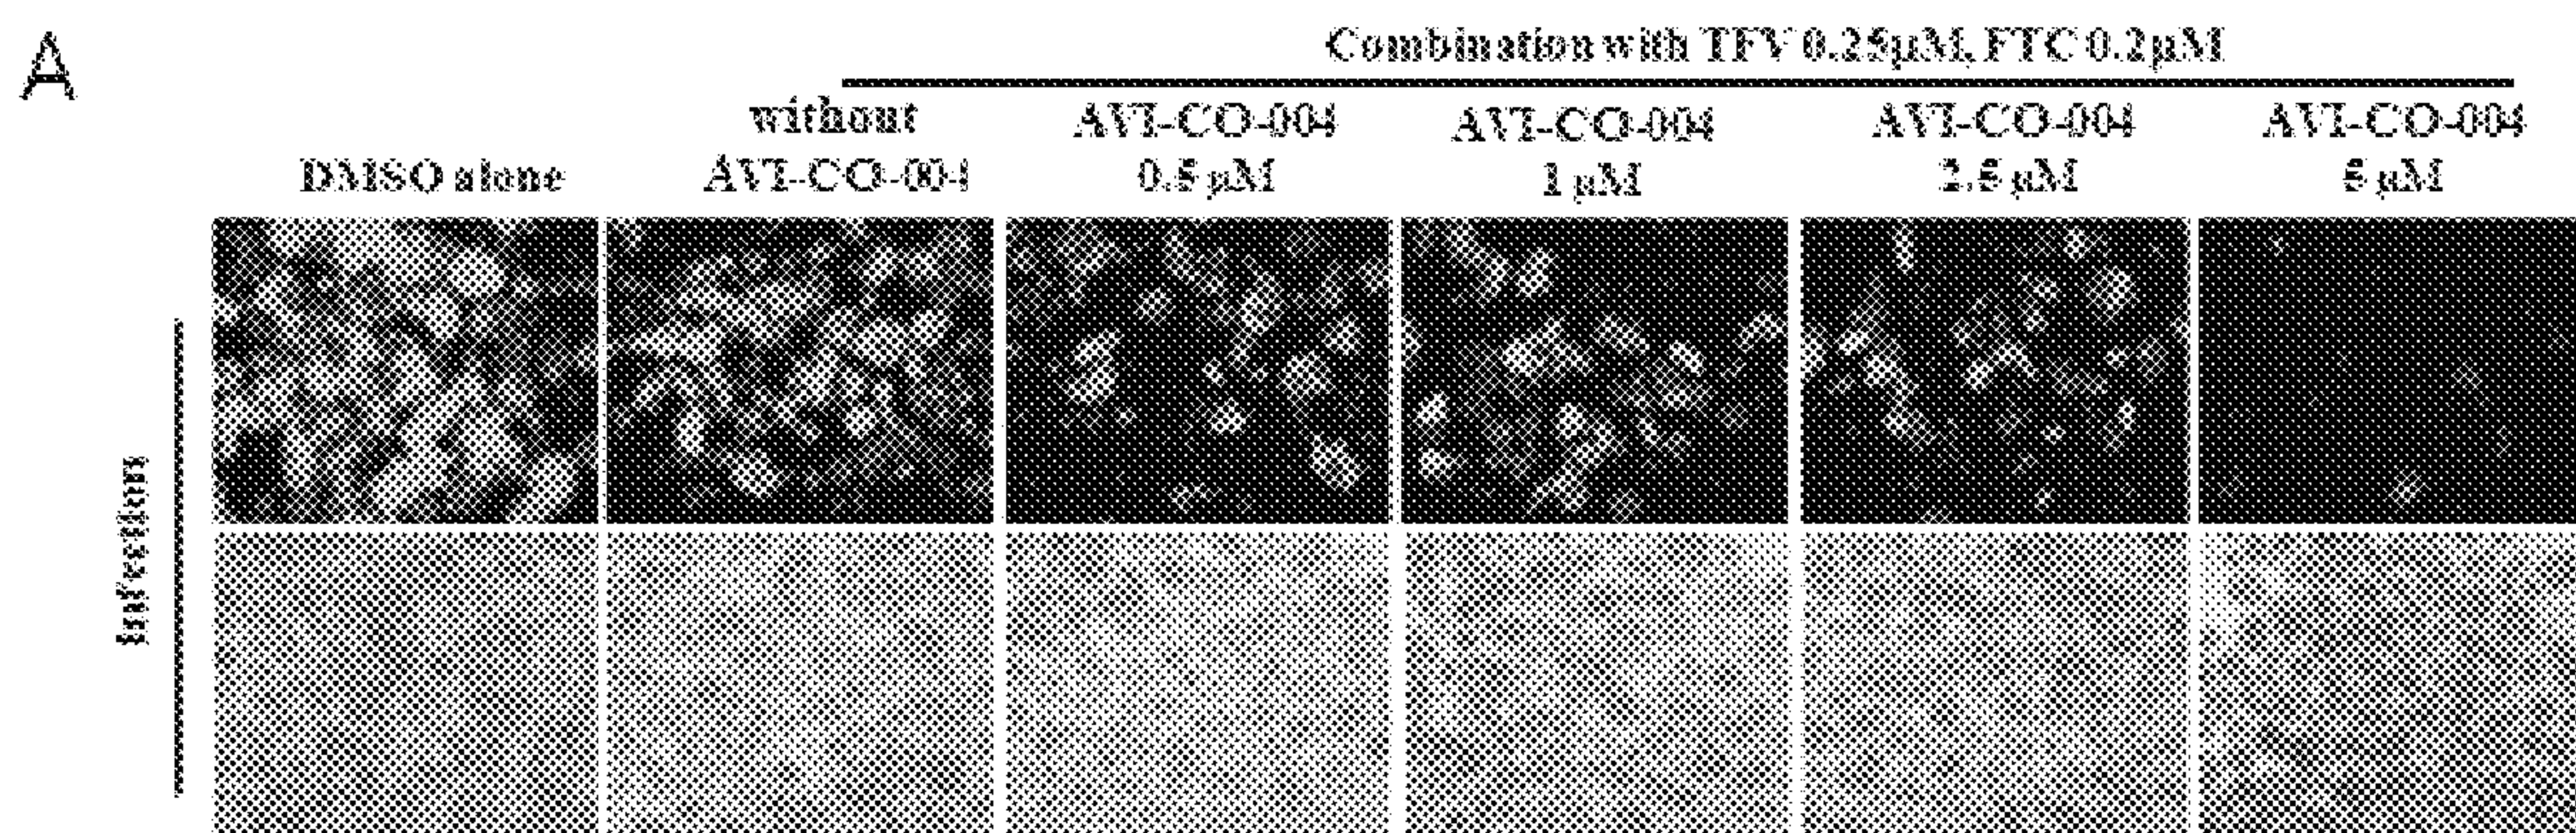 A
Combination with TFV 0.25µM, FTC 0.2µM
DMSO alone
without
AVI-CO-004
AVI-CO-004
0.5 µM
AVI-CO-004
1 µM
AVI-CO-004
2.5 µM
AVI-CO-004
5 µM
Infection